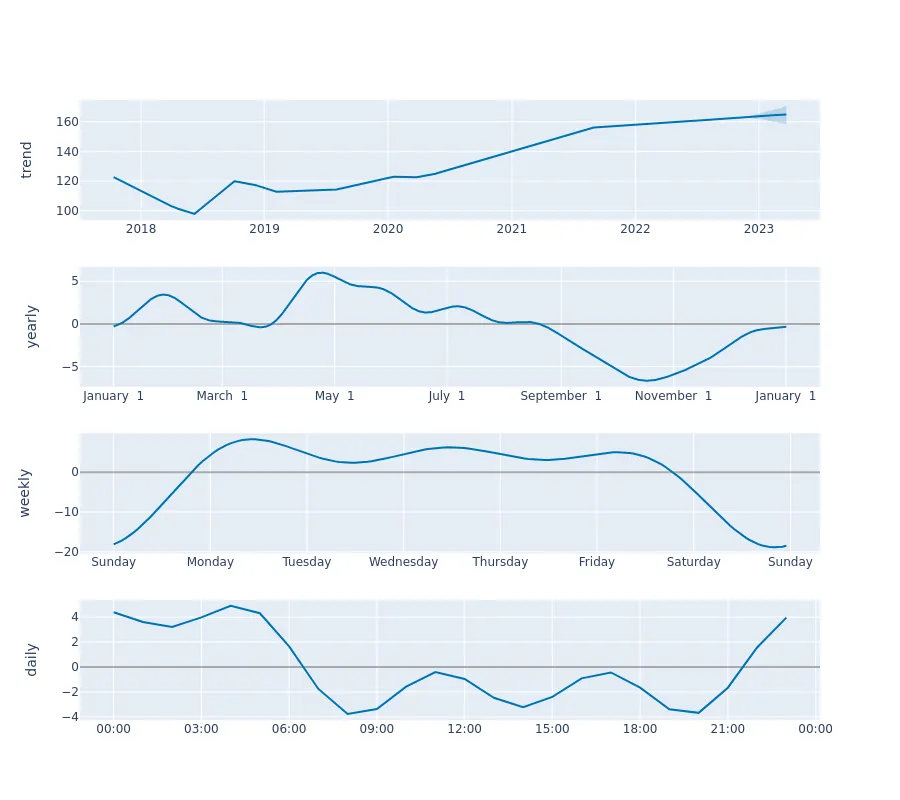 trend
160
140
120
100
2018 2019 2020 2021 2022 2023
yearly
5
0
−5
January 1 March 1 May 1 July 1 September 1 November 1 January 1
weekly
0
−10
−20
Sunday Monday Tuesday Wednesday Thursday Friday Saturday Sunday
daily
4
2
0
−2
−4
00:00 03:00 06:00 09:00 12:00 15:00 18:00 21:00 00:00